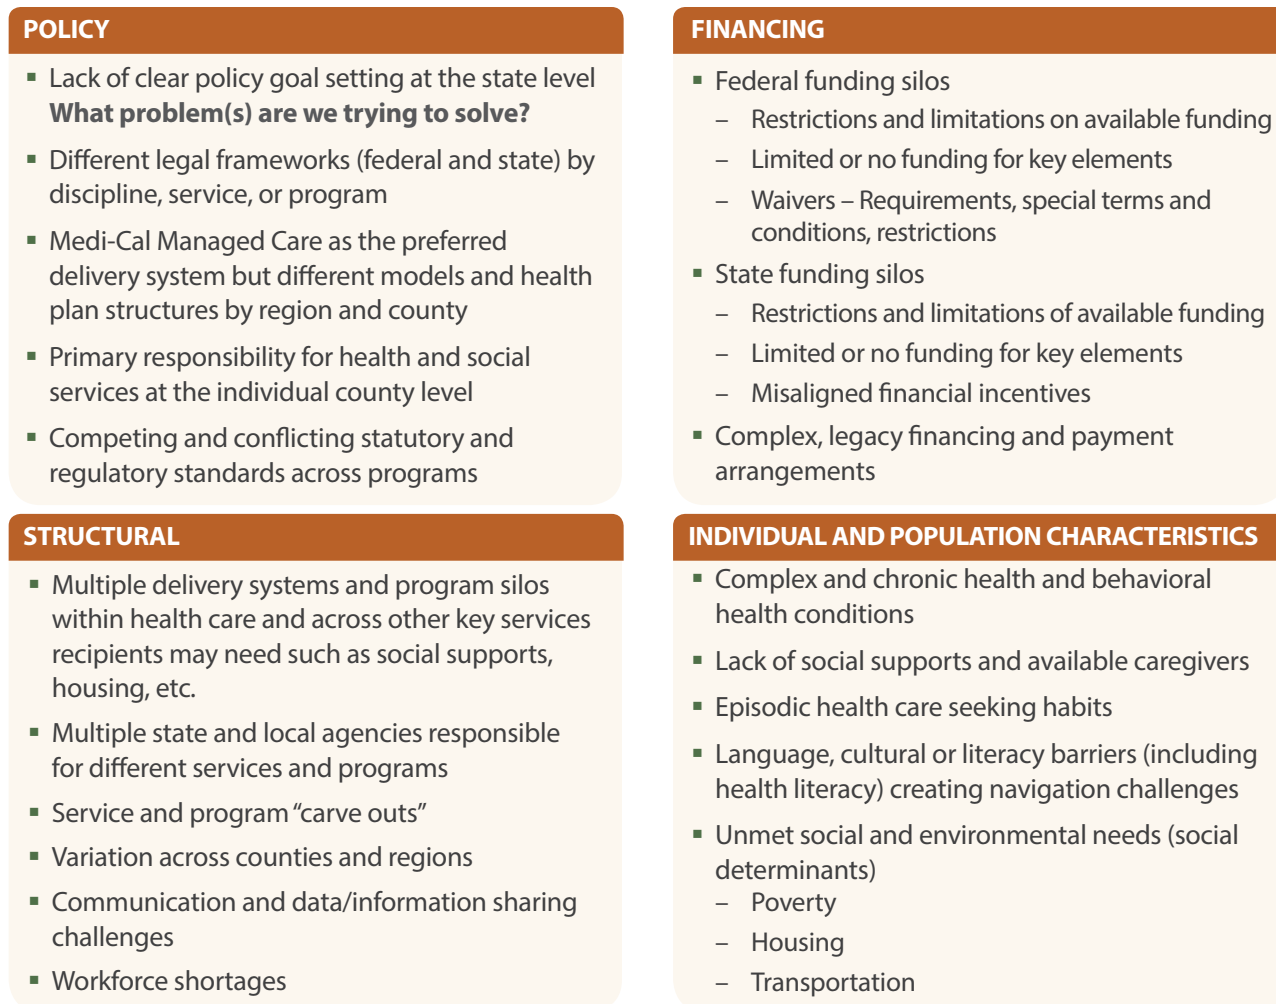 POLICY
▪ Lack of clear policy goal setting at the state level
What problem(s) are we trying to solve?
▪ Different legal frameworks (federal and state) by
discipline, service, or program
▪ Medi-Cal Managed Care as the preferred
delivery system but different models and health
plan structures by region and county
▪ Primary responsibility for health and social
services at the individual county level
▪ Competing and conflicting statutory and
regulatory standards across programs
FINANCING
▪ Federal funding silos
– Restrictions and limitations on available funding
– Limited or no funding for key elements
– Waivers – Requirements, special terms and
conditions, restrictions
▪ State funding silos
– Restrictions and limitations of available funding
– Limited or no funding for key elements
– Misaligned financial incentives
▪ Complex, legacy financing and payment
arrangements
STRUCTURAL
▪ Multiple delivery systems and program silos
within health care and across other key services
recipients may need such as social supports,
housing, etc.
▪ Multiple state and local agencies responsible
for different services and programs
▪ Service and program “carve outs”
▪ Variation across counties and regions
▪ Communication and data/information sharing
challenges
▪ Workforce shortages
INDIVIDUAL AND POPULATION CHARACTERISTICS
▪ Complex and chronic health and behavioral
health conditions
▪ Lack of social supports and available caregivers
▪ Episodic health care seeking habits
▪ Language, cultural or literacy barriers (including
health literacy) creating navigation challenges
▪ Unmet social and environmental needs (social
determinants)
– Poverty
– Housing
– Transportation